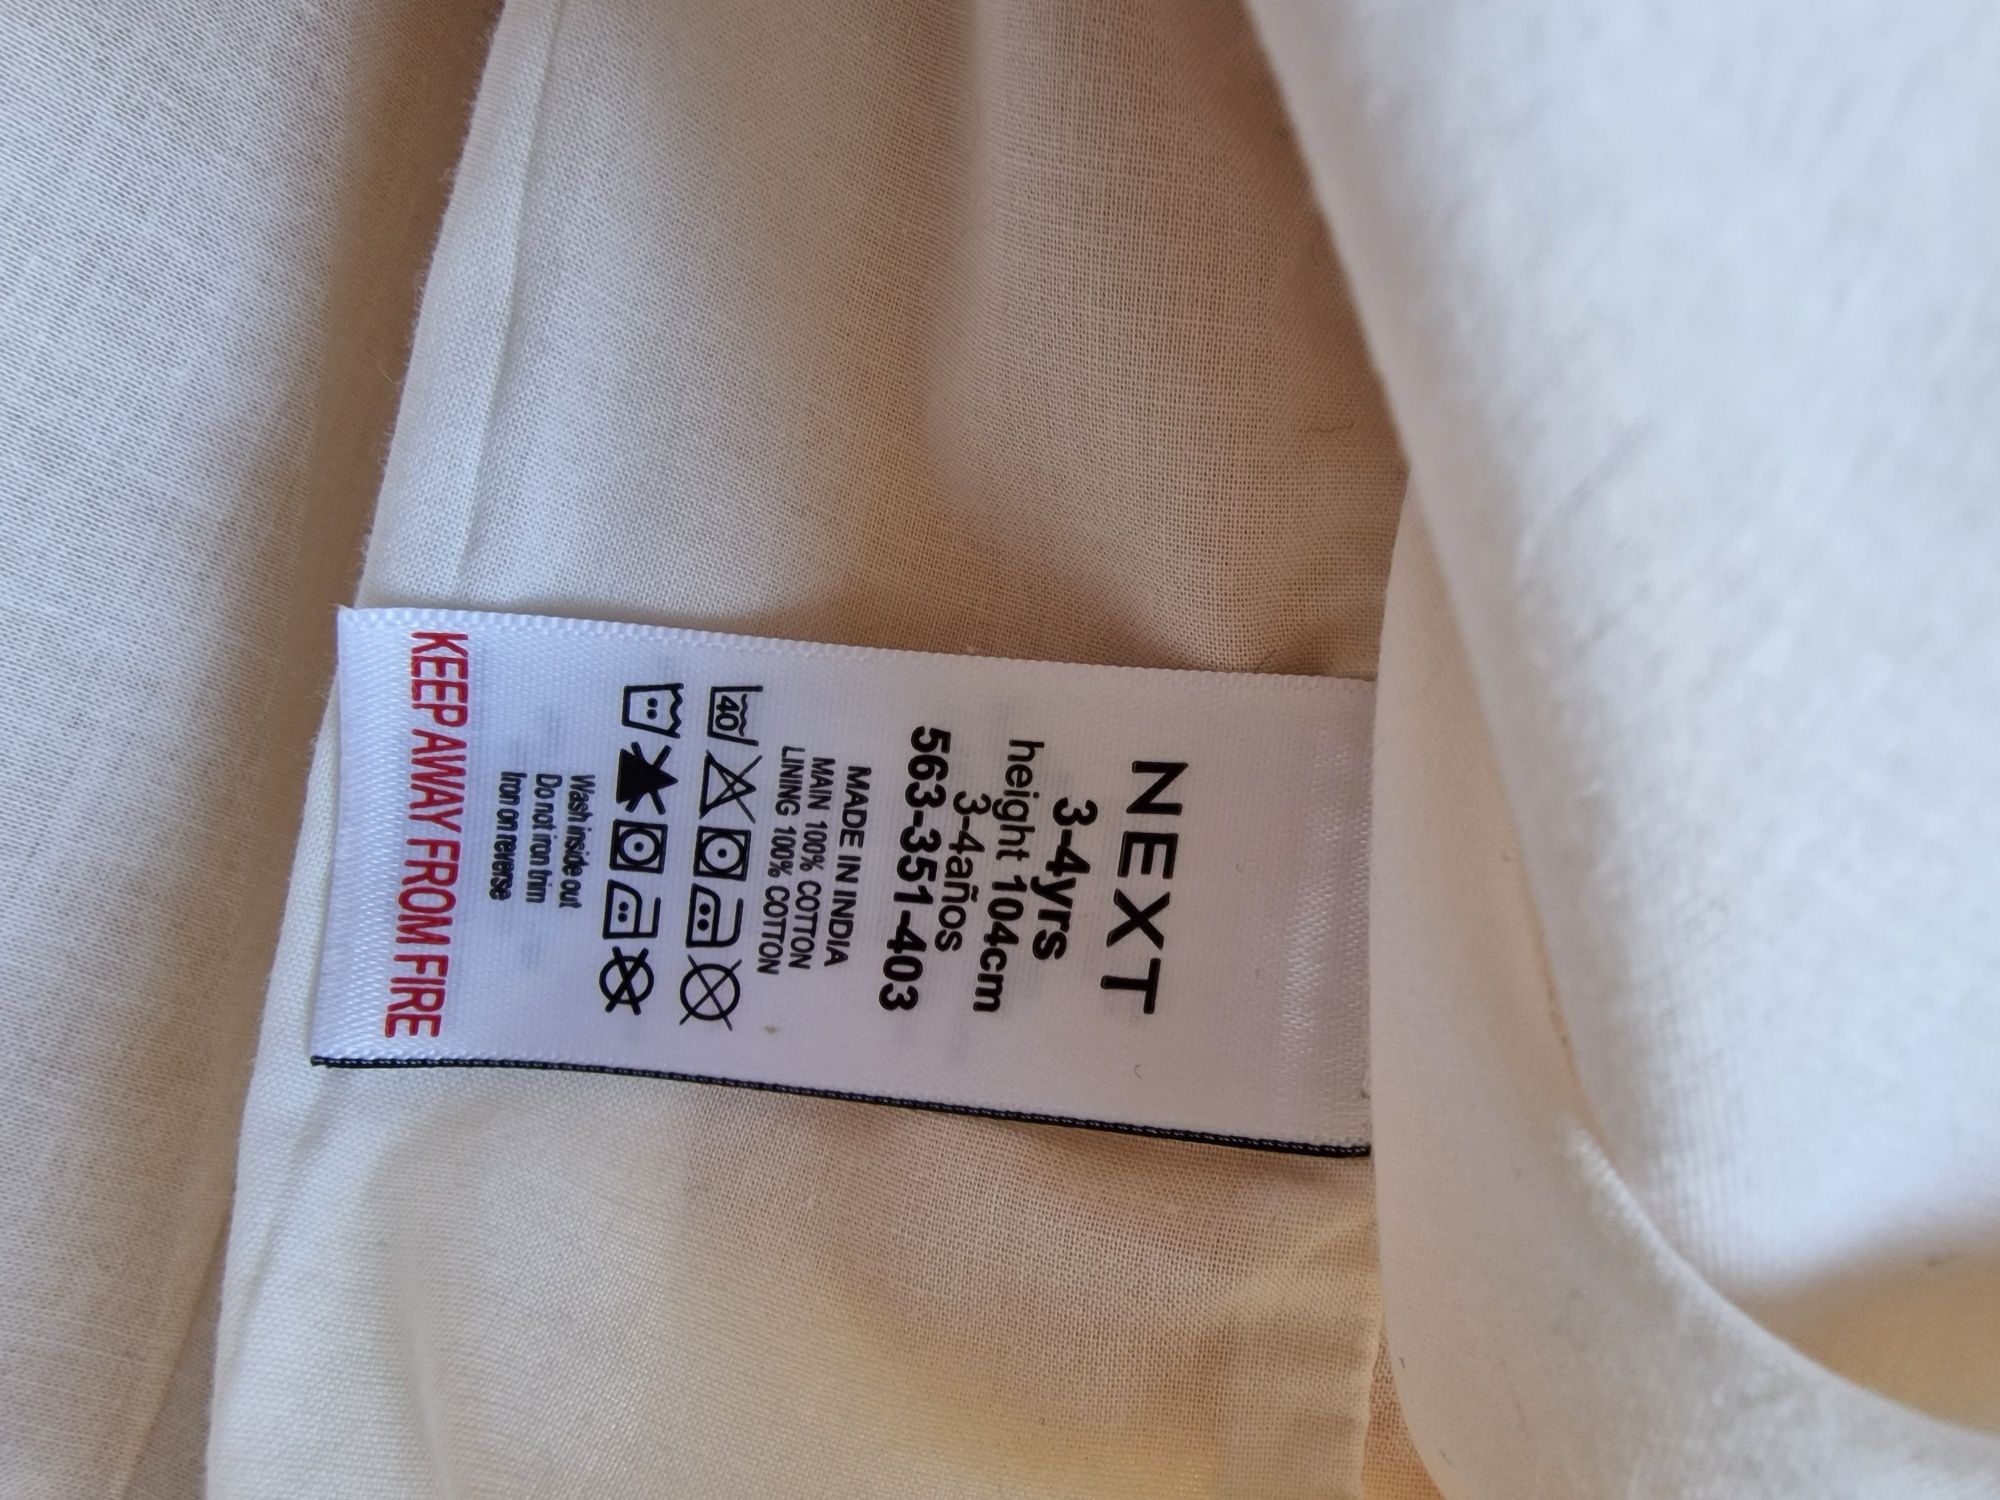 NEXT
3-4yrs
height 104cm
3-4años
563-351-403
MADE IN INDIA
MAIN 100% COTTON
LINING 100% COTTON
40
Wash inside out
Do not iron trim
Iron on reverse
KEEP AWAY FROM FIRE